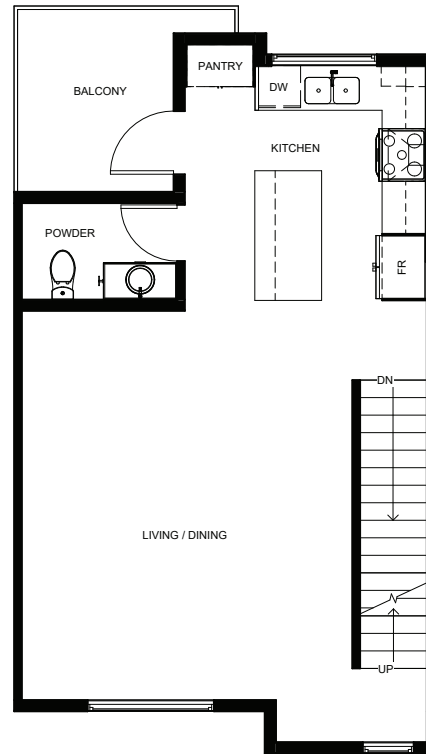 PANTRY
BALCONY
DW
KITCHEN
POWDER
FR
DN
LIVING / DINING
UP